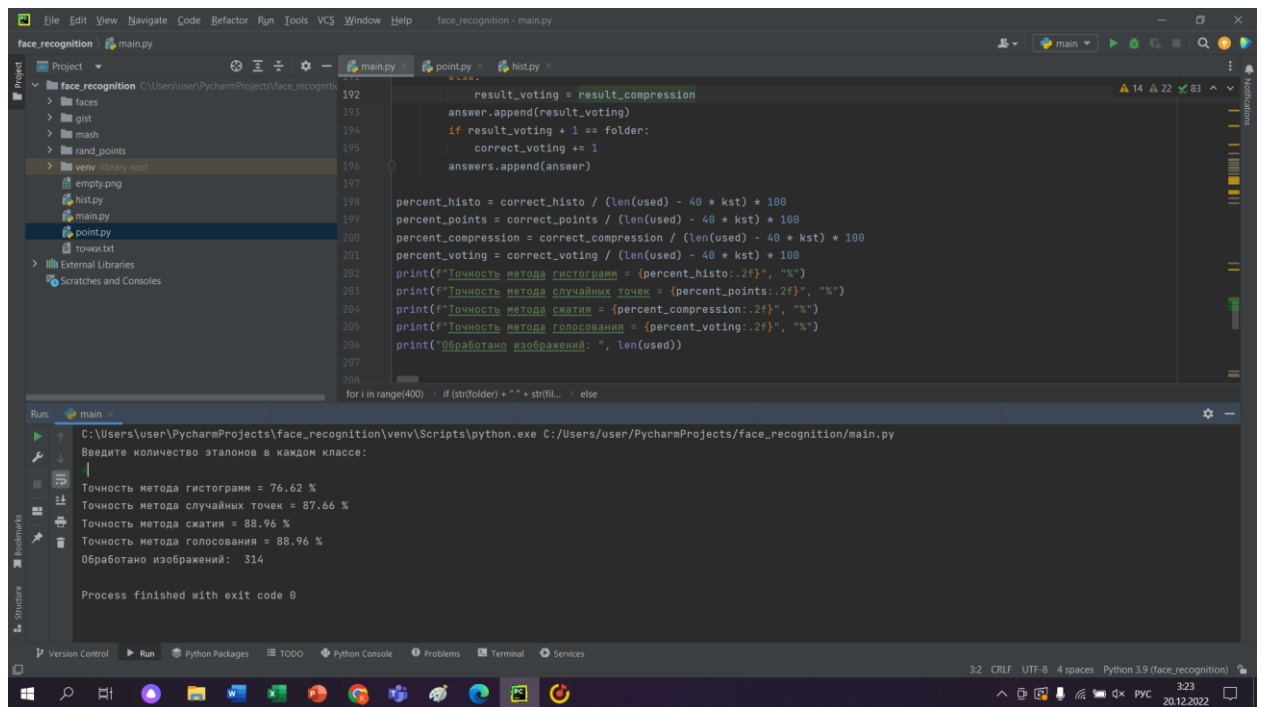 File Edit View Navigate Code Refactor Run Tools VCS Window Help face_recognition - main.py
face_recognition main.py
main
Project
main.py point.py hist.py
face_recognition C:\Users\user\PycharmProjects\face_recogniti
faces
gist
mash
rand_points
venv library root
empty.png
hist.py
main.py
point.py
точки.txt
External Libraries
Scratches and Consoles
14 22 83
else:
192 result_voting = result_compression
193 answer.append(result_voting)
194 if result_voting + 1 == folder:
195 correct_voting += 1
196 answers.append(answer)
197
198 percent_histo = correct_histo / (len(used) - 40 * kst) * 100
199 percent_points = correct_points / (len(used) - 40 * kst) * 100
200 percent_compression = correct_compression / (len(used) - 40 * kst) * 100
201 percent_voting = correct_voting / (len(used) - 40 * kst) * 100
202 print(f"Точность метода гистограмм = {percent_histo:.2f}", "%")
203 print(f"Точность метода случайных точек = {percent_points:.2f}", "%")
204 print(f"Точность метода сжатия = {percent_compression:.2f}", "%")
205 print(f"Точность метода голосования = {percent_voting:.2f}", "%")
206 print("Обработано изображений: ", len(used))
207
208
for i in range(400) if (str(folder) + " " + str(fil... else
Run: main
C:\Users\user\PycharmProjects\face_recognition\venv\Scripts\python.exe C:/Users/user/PycharmProjects/face_recognition/main.py
Введите количество эталонов в каждом классе:
Точность метода гистограмм = 76.62 %
Точность метода случайных точек = 87.66 %
Точность метода сжатия = 88.96 %
Точность метода голосования = 88.96 %
Обработано изображений: 314
Process finished with exit code 0
Project
Notifications
Bookmarks
Structure
Version Control Run Python Packages TODO Python Console Problems Terminal Services
3:2 CRLF UTF-8 4 spaces Python 3.9 (face_recognition)
РУС
3:23
20.12.2022